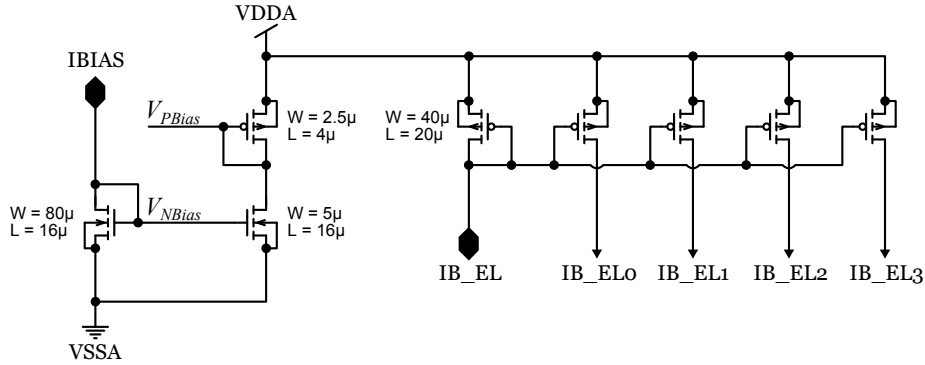 VDDA
IBIAS
V_PBias
W = 2.5µ
L = 4µ
W = 40µ
L = 20µ
W = 80µ
L = 16µ
V_NBias
W = 5µ
L = 16µ
IB_EL
IB_EL0
IB_EL1
IB_EL2
IB_EL3
VSSA